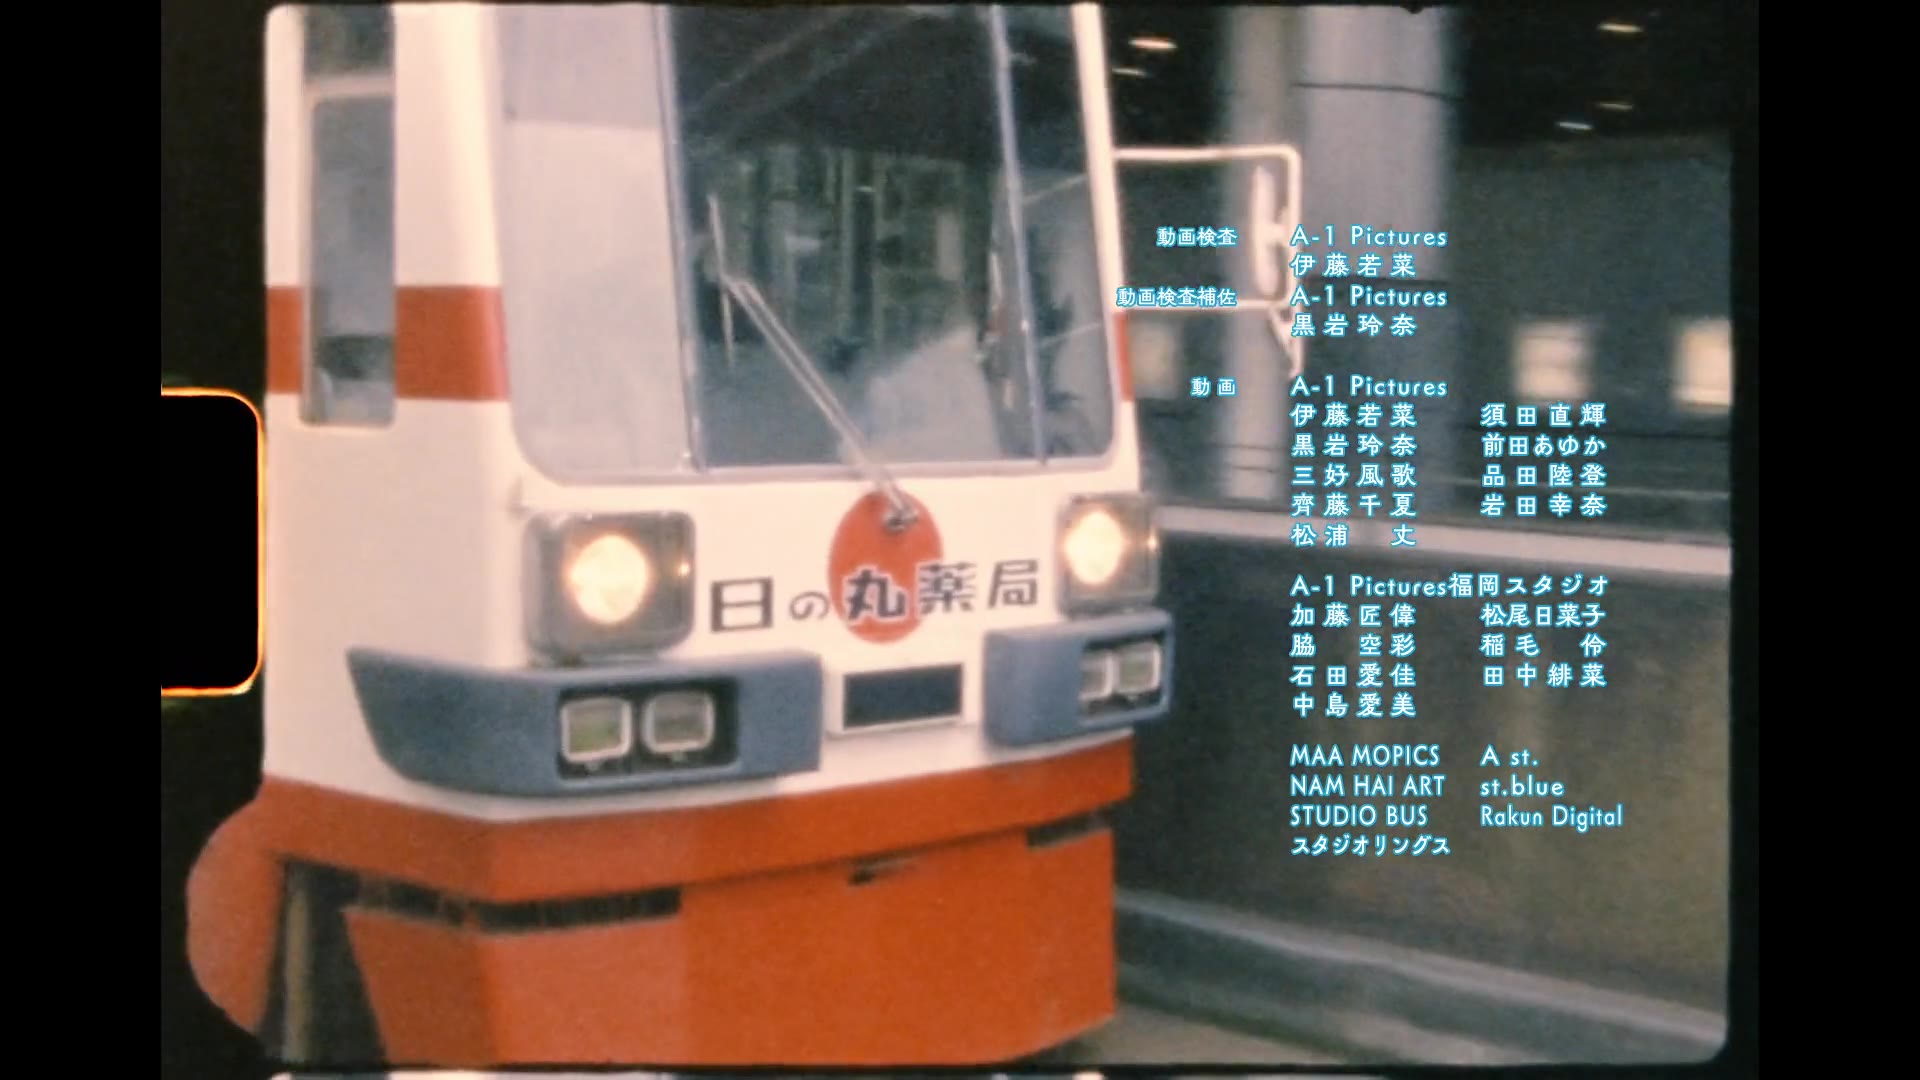 日の丸薬局
動画検査 A-1 Pictures
伊藤若菜
動画検査補佐 A-1 Pictures
黒岩玲奈
動画 A-1 Pictures
伊藤若菜 須田直輝
黒岩玲奈 前田あゆか
三好風歌 品田陸登
齊藤千夏 岩田幸奈
松浦 丈
A-1 Pictures福岡スタジオ
加藤匠偉 松尾日菜子
脇 空彩 稲毛 伶
石田愛佳 田中緋菜
中島愛美
MAA MOPICS A st.
NAM HAI ART st.blue
STUDIO BUS Rakun Digital
スタジオリングス